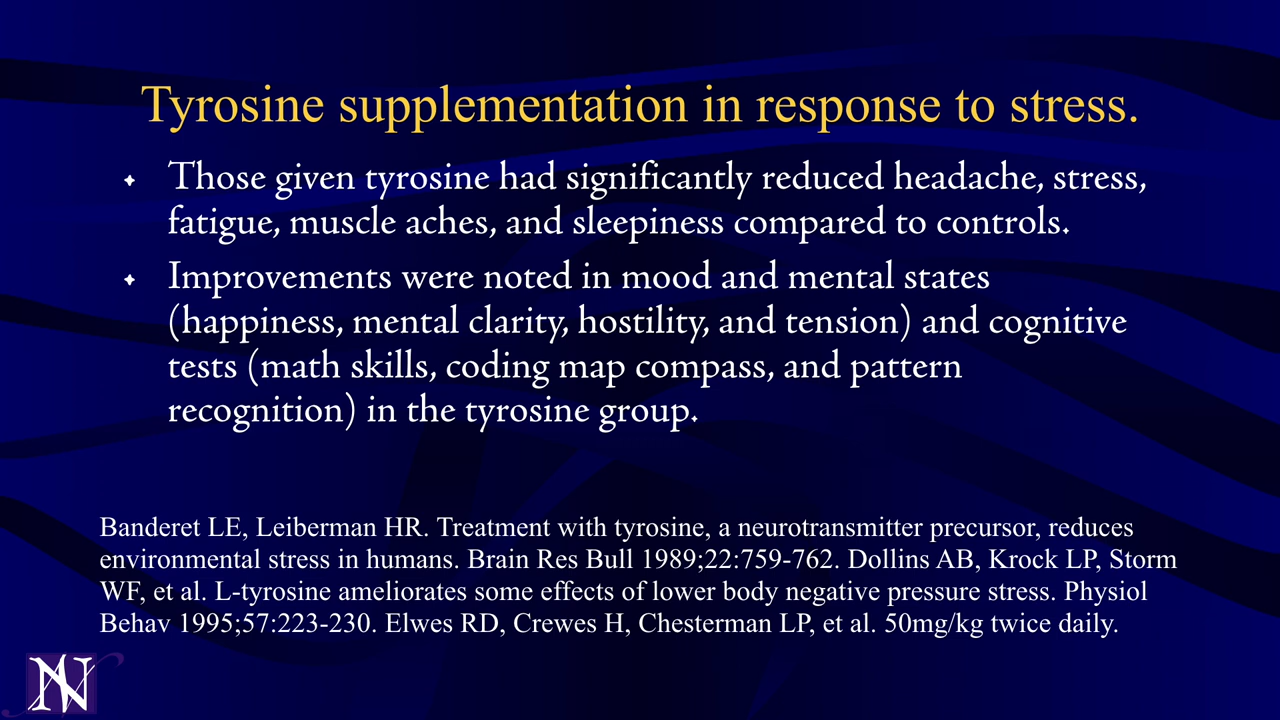 Tyrosine supplementation in response to stress.
Those given tyrosine had significantly reduced headache, stress,
fatigue, muscle aches, and sleepiness compared to controls.
Improvements were noted in mood and mental states
(happiness, mental clarity, hostility, and tension) and cognitive
tests (math skills, coding map compass, and pattern
recognition) in the tyrosine group.
Banderet LE, Leiberman HR. Treatment with tyrosine, a neurotransmitter precursor, reduces
environmental stress in humans. Brain Res Bull 1989;22:759-762. Dollins AB, Krock LP, Storm
WF, et al. L-tyrosine ameliorates some effects of lower body negative pressure stress. Physiol
Behav 1995;57:223-230. Elwes RD, Crewes H, Chesterman LP, et al. 50mg/kg twice daily.